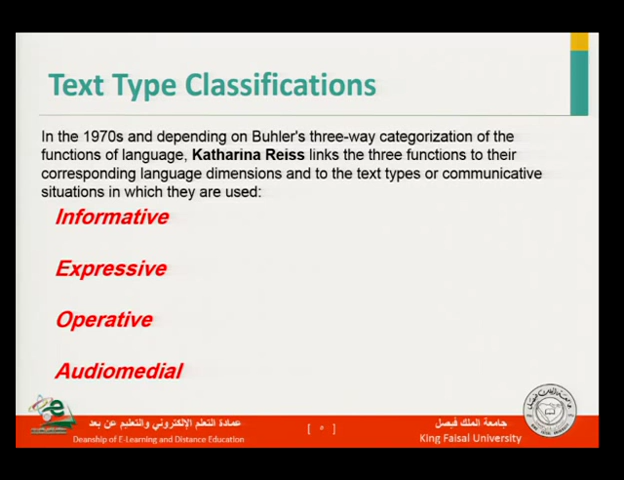 Text Type Classifications
In the 1970s and depending on Buhler's three-way categorization of the
functions of language, Katharina Reiss links the three functions to their
corresponding language dimensions and to the text types or communicative
situations in which they are used:
Informative
Expressive
Operative
Audiomedial
عمادة التعلم الإلكتروني والتعليم عن بعد
Deanship of E-Learning and Distance Education
[ ٥ ]
جامعة الملك فيصل
King Faisal University